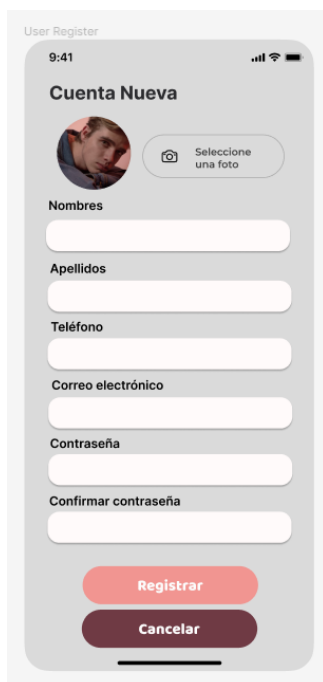 User Register
9:41
Cuenta Nueva
Seleccione
una foto
Nombres
Apellidos
Teléfono
Correo electrónico
Contraseña
Confirmar contraseña
Registrar
Cancelar